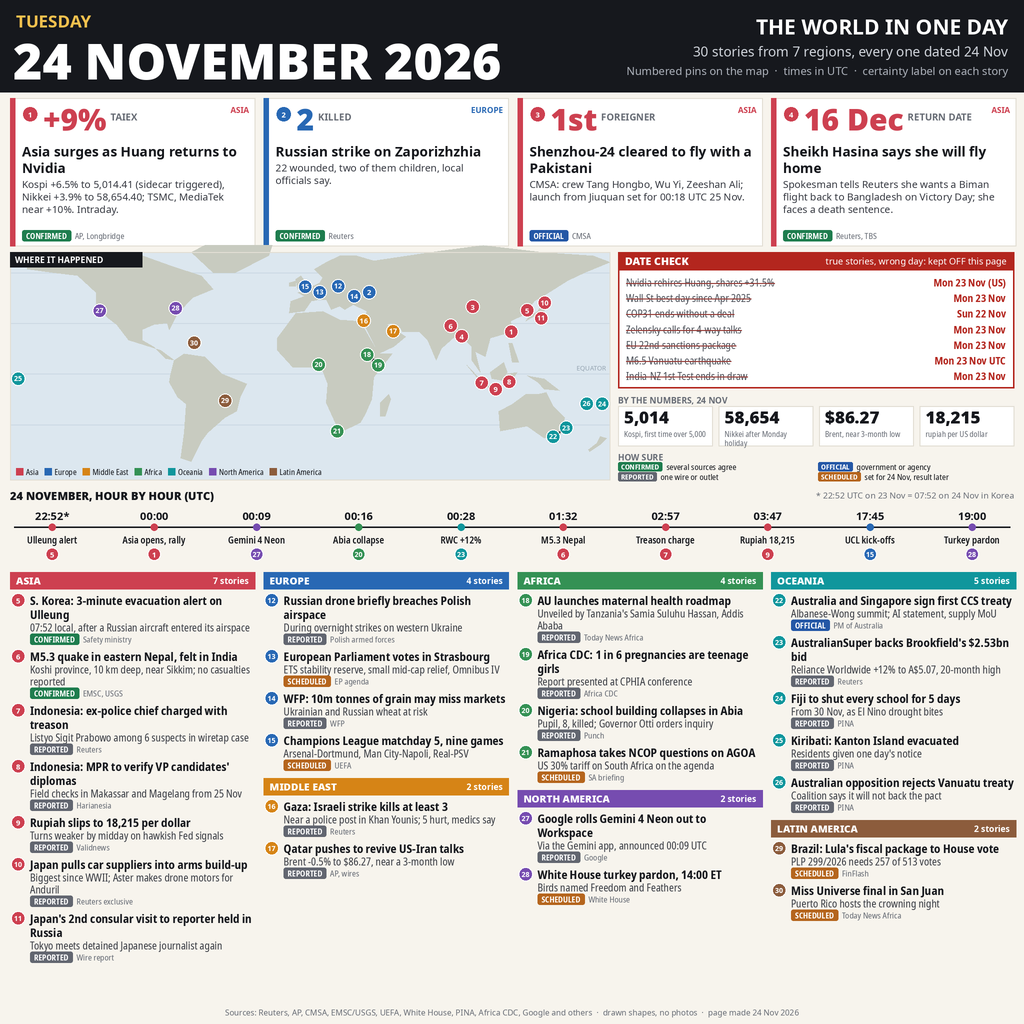 TUESDAY
24 NOVEMBER 2026
THE WORLD IN ONE DAY
30 stories from 7 regions, every one dated 24 Nov
Numbered pins on the map · times in UTC · certainty label on each story
1 +9% TAIEX ASIA
Asia surges as Huang returns to
Nvidia
Kospi +6.5% to 5,014.41 (sidecar triggered),
Nikkei +3.9% to 58,654.40; TSMC, MediaTek
near +10%. Intraday.
CONFIRMED AP, Longbridge
2 2 KILLED EUROPE
Russian strike on Zaporizhzhia
22 wounded, two of them children, local
officials say.
CONFIRMED Reuters
3 1st FOREIGNER ASIA
Shenzhou-24 cleared to fly with a
Pakistani
CMSA: crew Tang Hongbo, Wu Yi, Zeeshan Ali;
launch from Jiuquan set for 00:18 UTC 25 Nov.
OFFICIAL CMSA
4 16 Dec RETURN DATE ASIA
Sheikh Hasina says she will fly
home
Spokesman tells Reuters she wants a Biman
flight back to Bangladesh on Victory Day; she
faces a death sentence.
CONFIRMED Reuters, TBS
WHERE IT HAPPENED
15 13 12 14 2
27 28 3 5 10 11
16 17 6 4 1
30 18 19 20
25 EQUATOR
7 9 8
29 26 24
21 22 23
Asia Europe Middle East Africa Oceania North America Latin America
DATE CHECK true stories, wrong day: kept OFF this page
Nvidia rehires Huang, shares +31.5% Mon 23 Nov (US)
Wall St best day since Apr 2025 Mon 23 Nov
COP31 ends without a deal Sun 22 Nov
Zelensky calls for 4-way talks Mon 23 Nov
EU 22nd sanctions package Mon 23 Nov
M6.5 Vanuatu earthquake Mon 23 Nov UTC
India-NZ 1st Test ends in draw Mon 23 Nov
BY THE NUMBERS, 24 NOV
5,014
Kospi, first time over 5,000
58,654
Nikkei after Monday
holiday
$86.27
Brent, near 3-month low
18,215
rupiah per US dollar
HOW SURE
CONFIRMED several sources agree
OFFICIAL government or agency
REPORTED one wire or outlet
SCHEDULED set for 24 Nov, result later
24 NOVEMBER, HOUR BY HOUR (UTC)
* 22:52 UTC on 23 Nov = 07:52 on 24 Nov in Korea
22:52* 00:00 00:09 00:16 00:28 01:32 02:57 03:47 17:45 19:00
Ulleung alert Asia opens, rally Gemini 4 Neon Abia collapse RWC +12% M5.3 Nepal Treason charge Rupiah 18,215 UCL kick-offs Turkey pardon
5 1 27 20 23 6 7 9 15 28
ASIA 7 stories
5 S. Korea: 3-minute evacuation alert on
Ulleung
07:52 local, after a Russian aircraft entered its airspace
CONFIRMED Safety ministry
6 M5.3 quake in eastern Nepal, felt in India
Koshi province, 10 km deep, near Sikkim; no casualties
reported
CONFIRMED EMSC, USGS
7 Indonesia: ex-police chief charged with
treason
Listyo Sigit Prabowo among 6 suspects in wiretap case
REPORTED Reuters
8 Indonesia: MPR to verify VP candidates'
diplomas
Field checks in Makassar and Magelang from 25 Nov
REPORTED Harianesia
9 Rupiah slips to 18,215 per dollar
Turns weaker by midday on hawkish Fed signals
REPORTED Validnews
10 Japan pulls car suppliers into arms build-up
Biggest since WWII; Aster makes drone motors for
Anduril
REPORTED Reuters exclusive
11 Japan's 2nd consular visit to reporter held in
Russia
Tokyo meets detained Japanese journalist again
REPORTED Wire report
EUROPE 4 stories
12 Russian drone briefly breaches Polish
airspace
During overnight strikes on western Ukraine
REPORTED Polish armed forces
13 European Parliament votes in Strasbourg
ETS stability reserve, small mid-cap relief, Omnibus IV
SCHEDULED EP agenda
14 WFP: 10m tonnes of grain may miss markets
Ukrainian and Russian wheat at risk
REPORTED WFP
15 Champions League matchday 5, nine games
Arsenal-Dortmund, Man City-Napoli, Real-PSV
SCHEDULED UEFA
MIDDLE EAST 2 stories
16 Gaza: Israeli strike kills at least 3
Near a police post in Khan Younis; 5 hurt, medics say
REPORTED Reuters
17 Qatar pushes to revive US-Iran talks
Brent -0.5% to $86.27, near a 3-month low
REPORTED AP, wires
AFRICA 4 stories
18 AU launches maternal health roadmap
Unveiled by Tanzania's Samia Suluhu Hassan, Addis
Ababa
REPORTED Today News Africa
19 Africa CDC: 1 in 6 pregnancies are teenage
girls
Report presented at CPHIA conference
REPORTED Africa CDC
20 Nigeria: school building collapses in Abia
Pupil, 8, killed; Governor Otti orders inquiry
REPORTED Punch
21 Ramaphosa takes NCOP questions on AGOA
US 30% tariff on South Africa on the agenda
SCHEDULED SA briefing
NORTH AMERICA 2 stories
27 Google rolls Gemini 4 Neon out to
Workspace
Via the Gemini app, announced 00:09 UTC
REPORTED Google
28 White House turkey pardon, 14:00 ET
Birds named Freedom and Feathers
SCHEDULED White House
OCEANIA 5 stories
22 Australia and Singapore sign first CCS treaty
Albanese-Wong summit; AI statement, supply MoU
OFFICIAL PM of Australia
23 AustralianSuper backs Brookfield's $2.53bn
bid
Reliance Worldwide +12% to A$5.07, 20-month high
REPORTED Reuters
24 Fiji to shut every school for 5 days
From 30 Nov, as El Nino drought bites
REPORTED PINA
25 Kiribati: Kanton Island evacuated
Residents given one day's notice
REPORTED PINA
26 Australian opposition rejects Vanuatu treaty
Coalition says it will not back the pact
REPORTED PINA
LATIN AMERICA 2 stories
29 Brazil: Lula's fiscal package to House vote
PLP 299/2026 needs 257 of 513 votes
SCHEDULED FinFlash
30 Miss Universe final in San Juan
Puerto Rico hosts the crowning night
SCHEDULED Today News Africa
Sources: Reuters, AP, CMSA, EMSC/USGS, UEFA, White House, PINA, Africa CDC, Google and others · drawn shapes, no photos · page made 24 Nov 2026